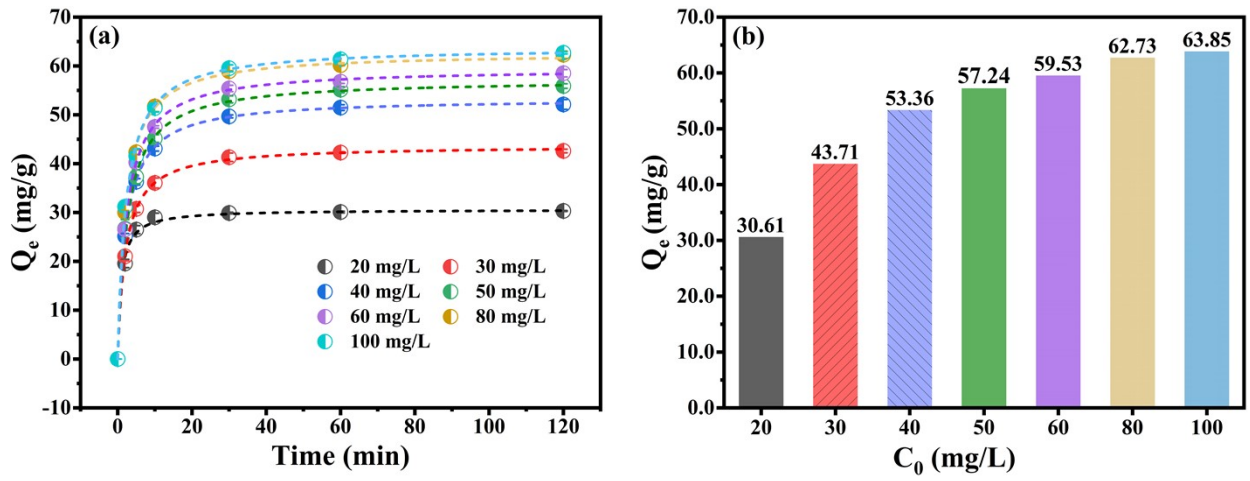 (a)
Qe (mg/g)
70
60
50
40
30
20
10
0
-10
20 mg/L
30 mg/L
40 mg/L
50 mg/L
60 mg/L
80 mg/L
100 mg/L
0 20 40 60 80 100 120
Time (min)
(b)
Qe (mg/g)
70.0
60.0
50.0
40.0
30.0
20.0
10.0
0.0
30.61
43.71
53.36
57.24
59.53
62.73
63.85
20 30 40 50 60 80 100
C0 (mg/L)